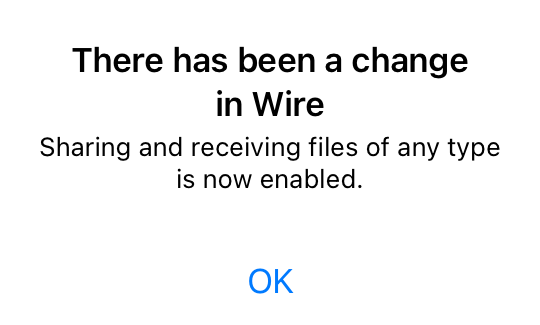 There has been a change
in Wire
Sharing and receiving files of any type
is now enabled.
OK